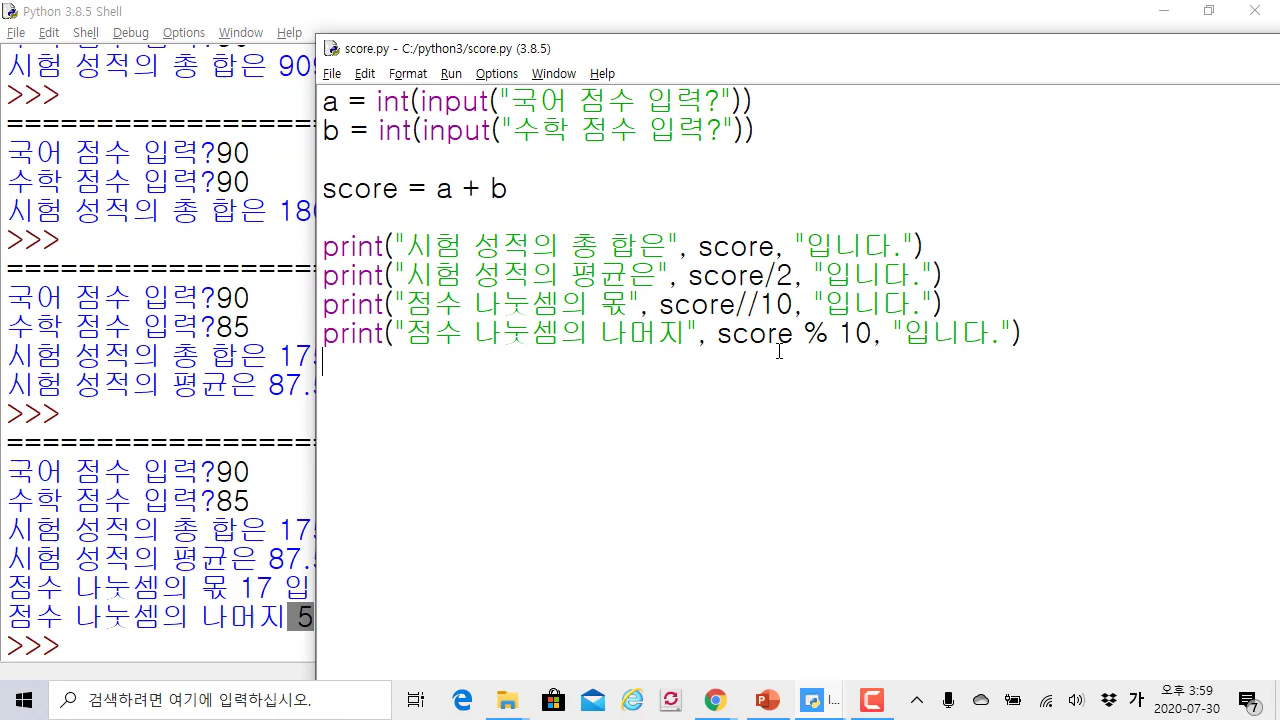 Python 3.8.5 Shell
File Edit Shell Debug Options Window Help
시험 성적의 총 합은 909
>>>
국어 점수 입력?90
수학 점수 입력?90
시험 성적의 총 합은 180
>>>
국어 점수 입력?90
수학 점수 입력?85
시험 성적의 총 합은 175
시험 성적의 평균은 87.5
>>>
국어 점수 입력?90
수학 점수 입력?85
시험 성적의 총 합은 175
시험 성적의 평균은 87.5
점수 나눗셈의 몫 17 입
점수 나눗셈의 나머지 5
>>>
score.py - C:/python3/score.py (3.8.5)
File Edit Format Run Options Window Help
a = int(input("국어 점수 입력?"))
b = int(input("수학 점수 입력?"))
score = a + b
print("시험 성적의 총 합은", score, "입니다.")
print("시험 성적의 평균은", score/2, "입니다.")
print("점수 나눗셈의 몫", score//10, "입니다.")
print("점수 나눗셈의 나머지", score % 10, "입니다.")
검색하려면 여기에 입력하십시오.
I...
가
오후 3:59
2020-07-30
7